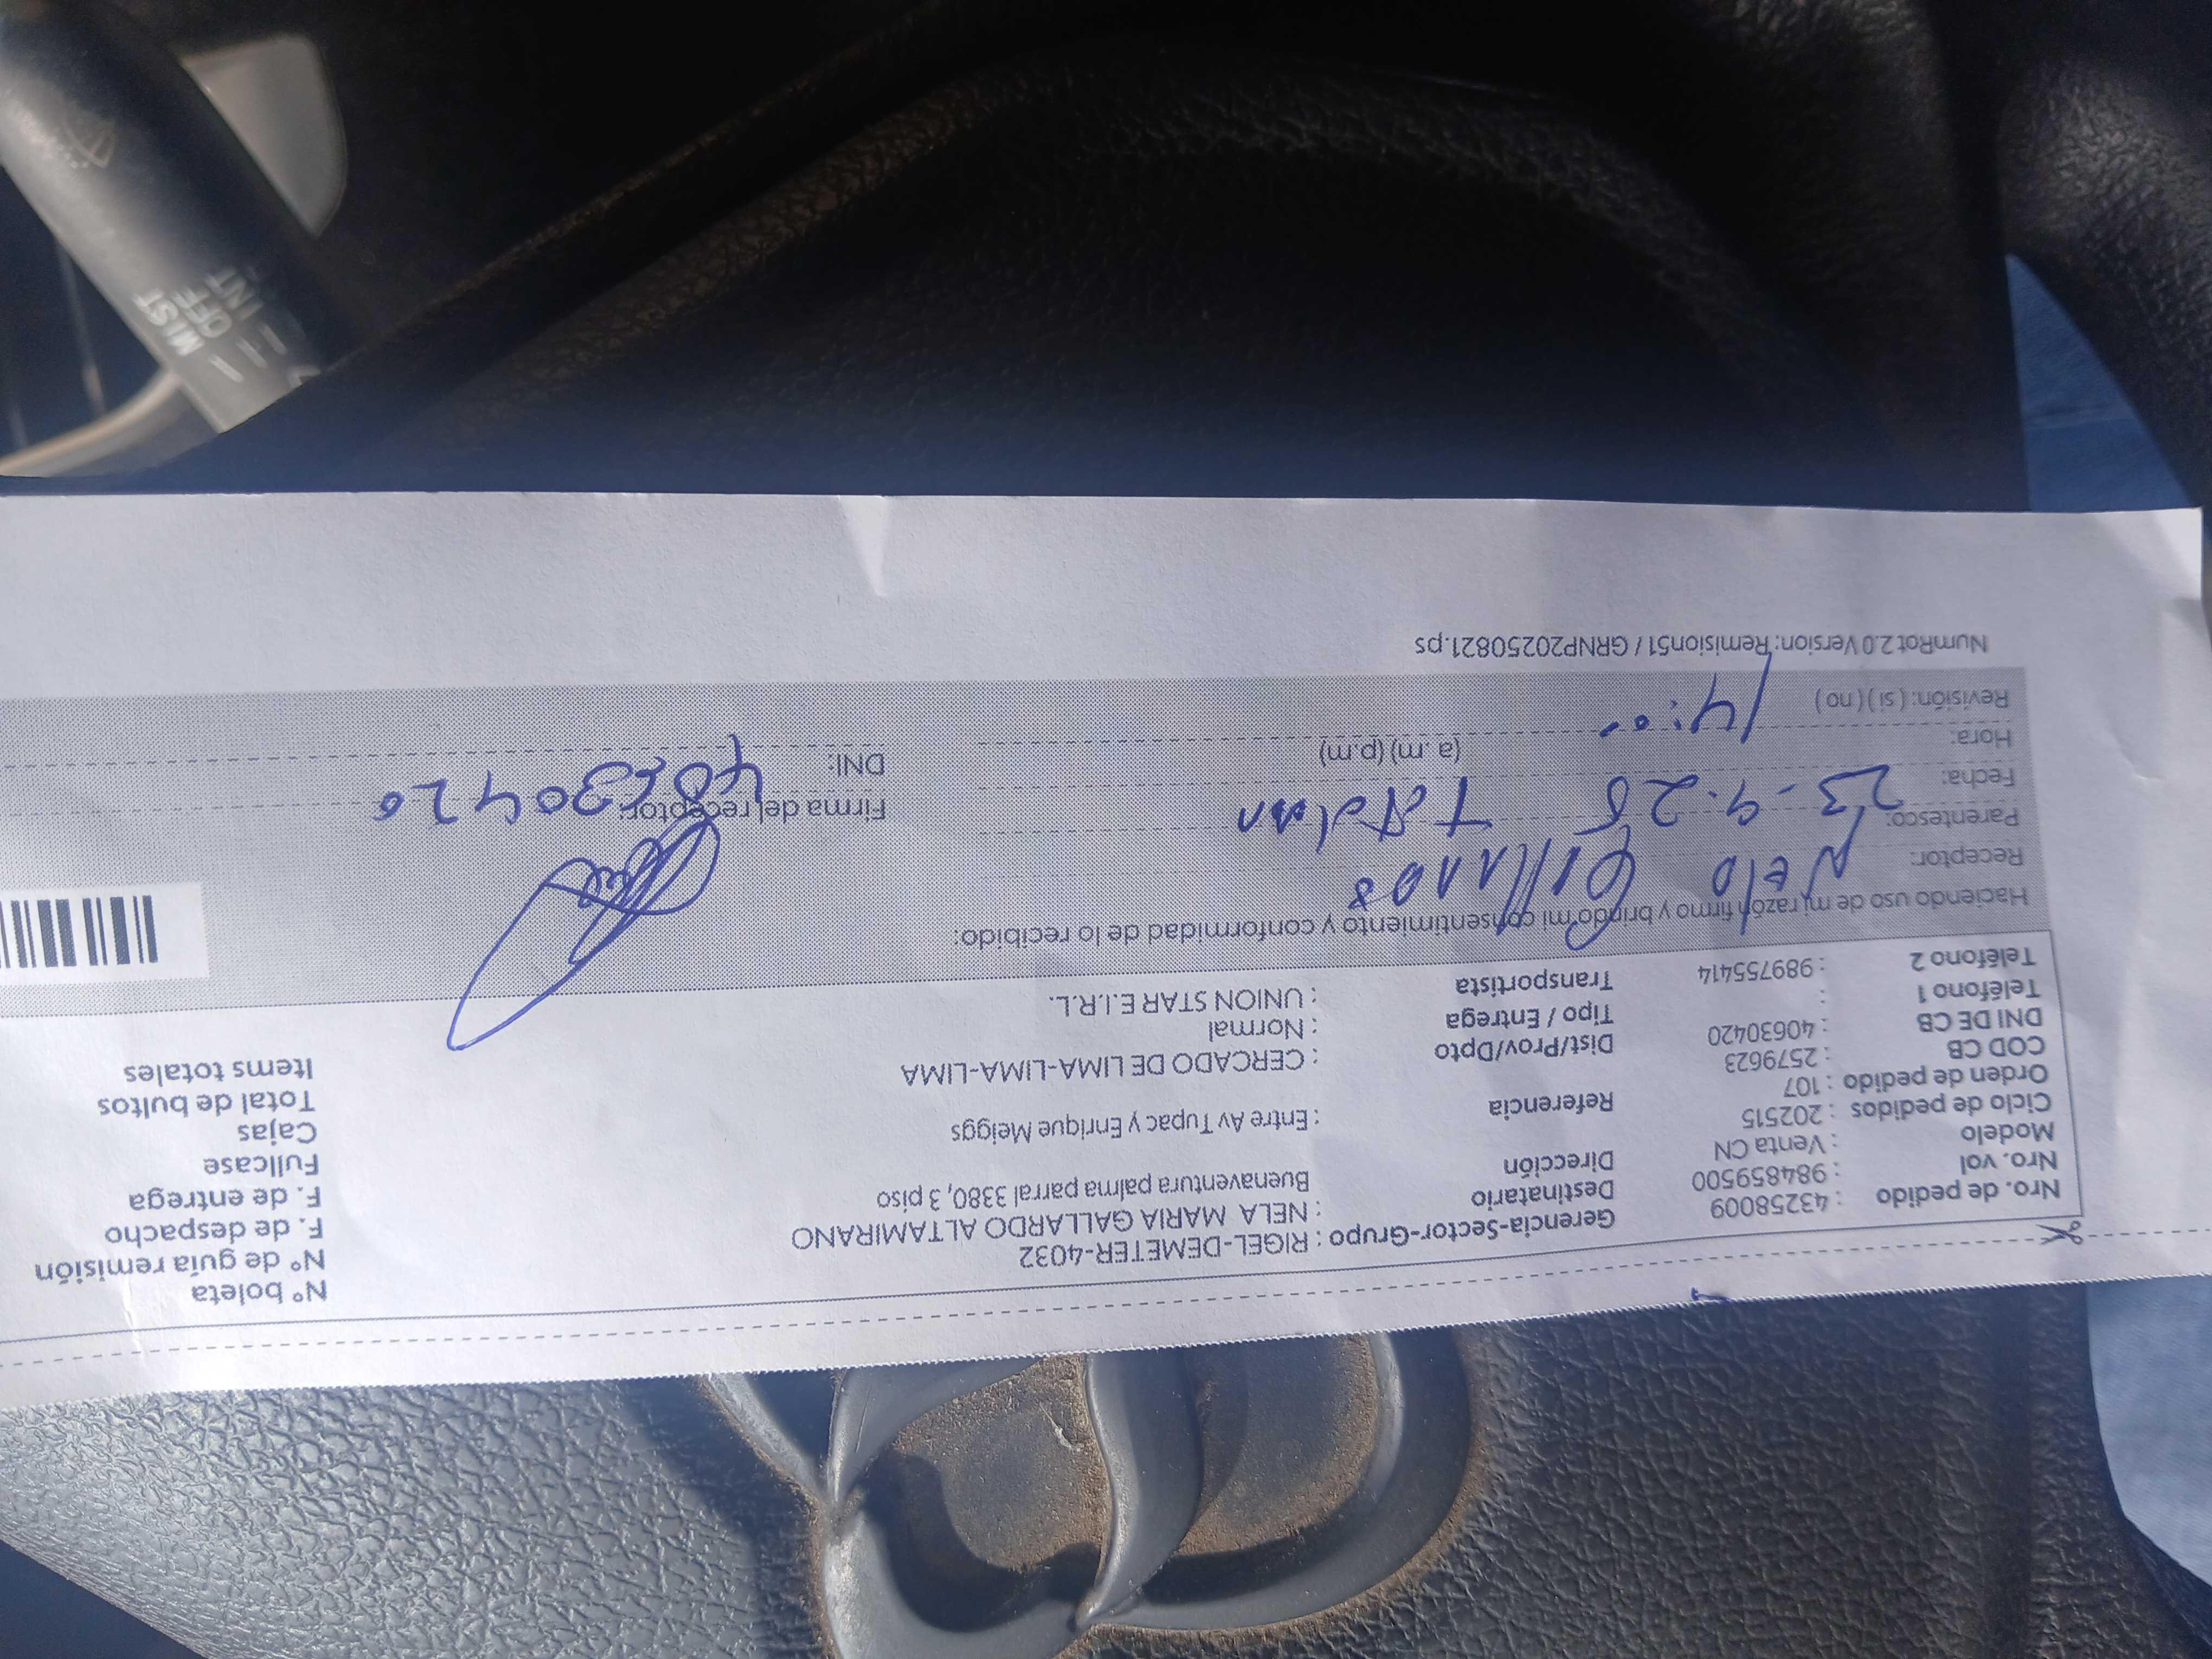 Nº boleta
Nº de guía remisión
F. de despacho
F. de entrega
Fullcase
Cajas
Total de bultos
Items totales
Nro. de pedido : 43258009
Nro. vol : 984859500
Modelo : Venta CN
Ciclo de pedidos : 202515
Orden de pedido : 107
COD CB : 2579623
DNI DE CB : 40630420
Teléfono 1 :
Teléfono 2 : 989755414
Gerencia-Sector-Grupo : RIGEL-DEMETER-4032
Destinatario : NELA MARIA GALLARDO ALTAMIRANO
Dirección Buenaventura palma parral 3380, 3 piso
Referencia : Entre Av Tupac y Enrique Meiggs
Dist/Prov/Dpto : CERCADO DE LIMA-LIMA-LIMA
Tipo / Entrega : Normal
Transportista : UNION STAR E.I.R.L.
Haciendo uso de mi razón firmo y brindo mi consentimiento y conformidad de lo recibido:
Receptor:
Parentesco:
Fecha: 23-9-25
Hora: 14:00 (a.m) (p.m)
Revisión: (si) (no)
Firma del receptor:
DNI: 40630420
NumRot 2.0 Version: Remision51 / GRNP20250821.ps
MIST
OFF
INT